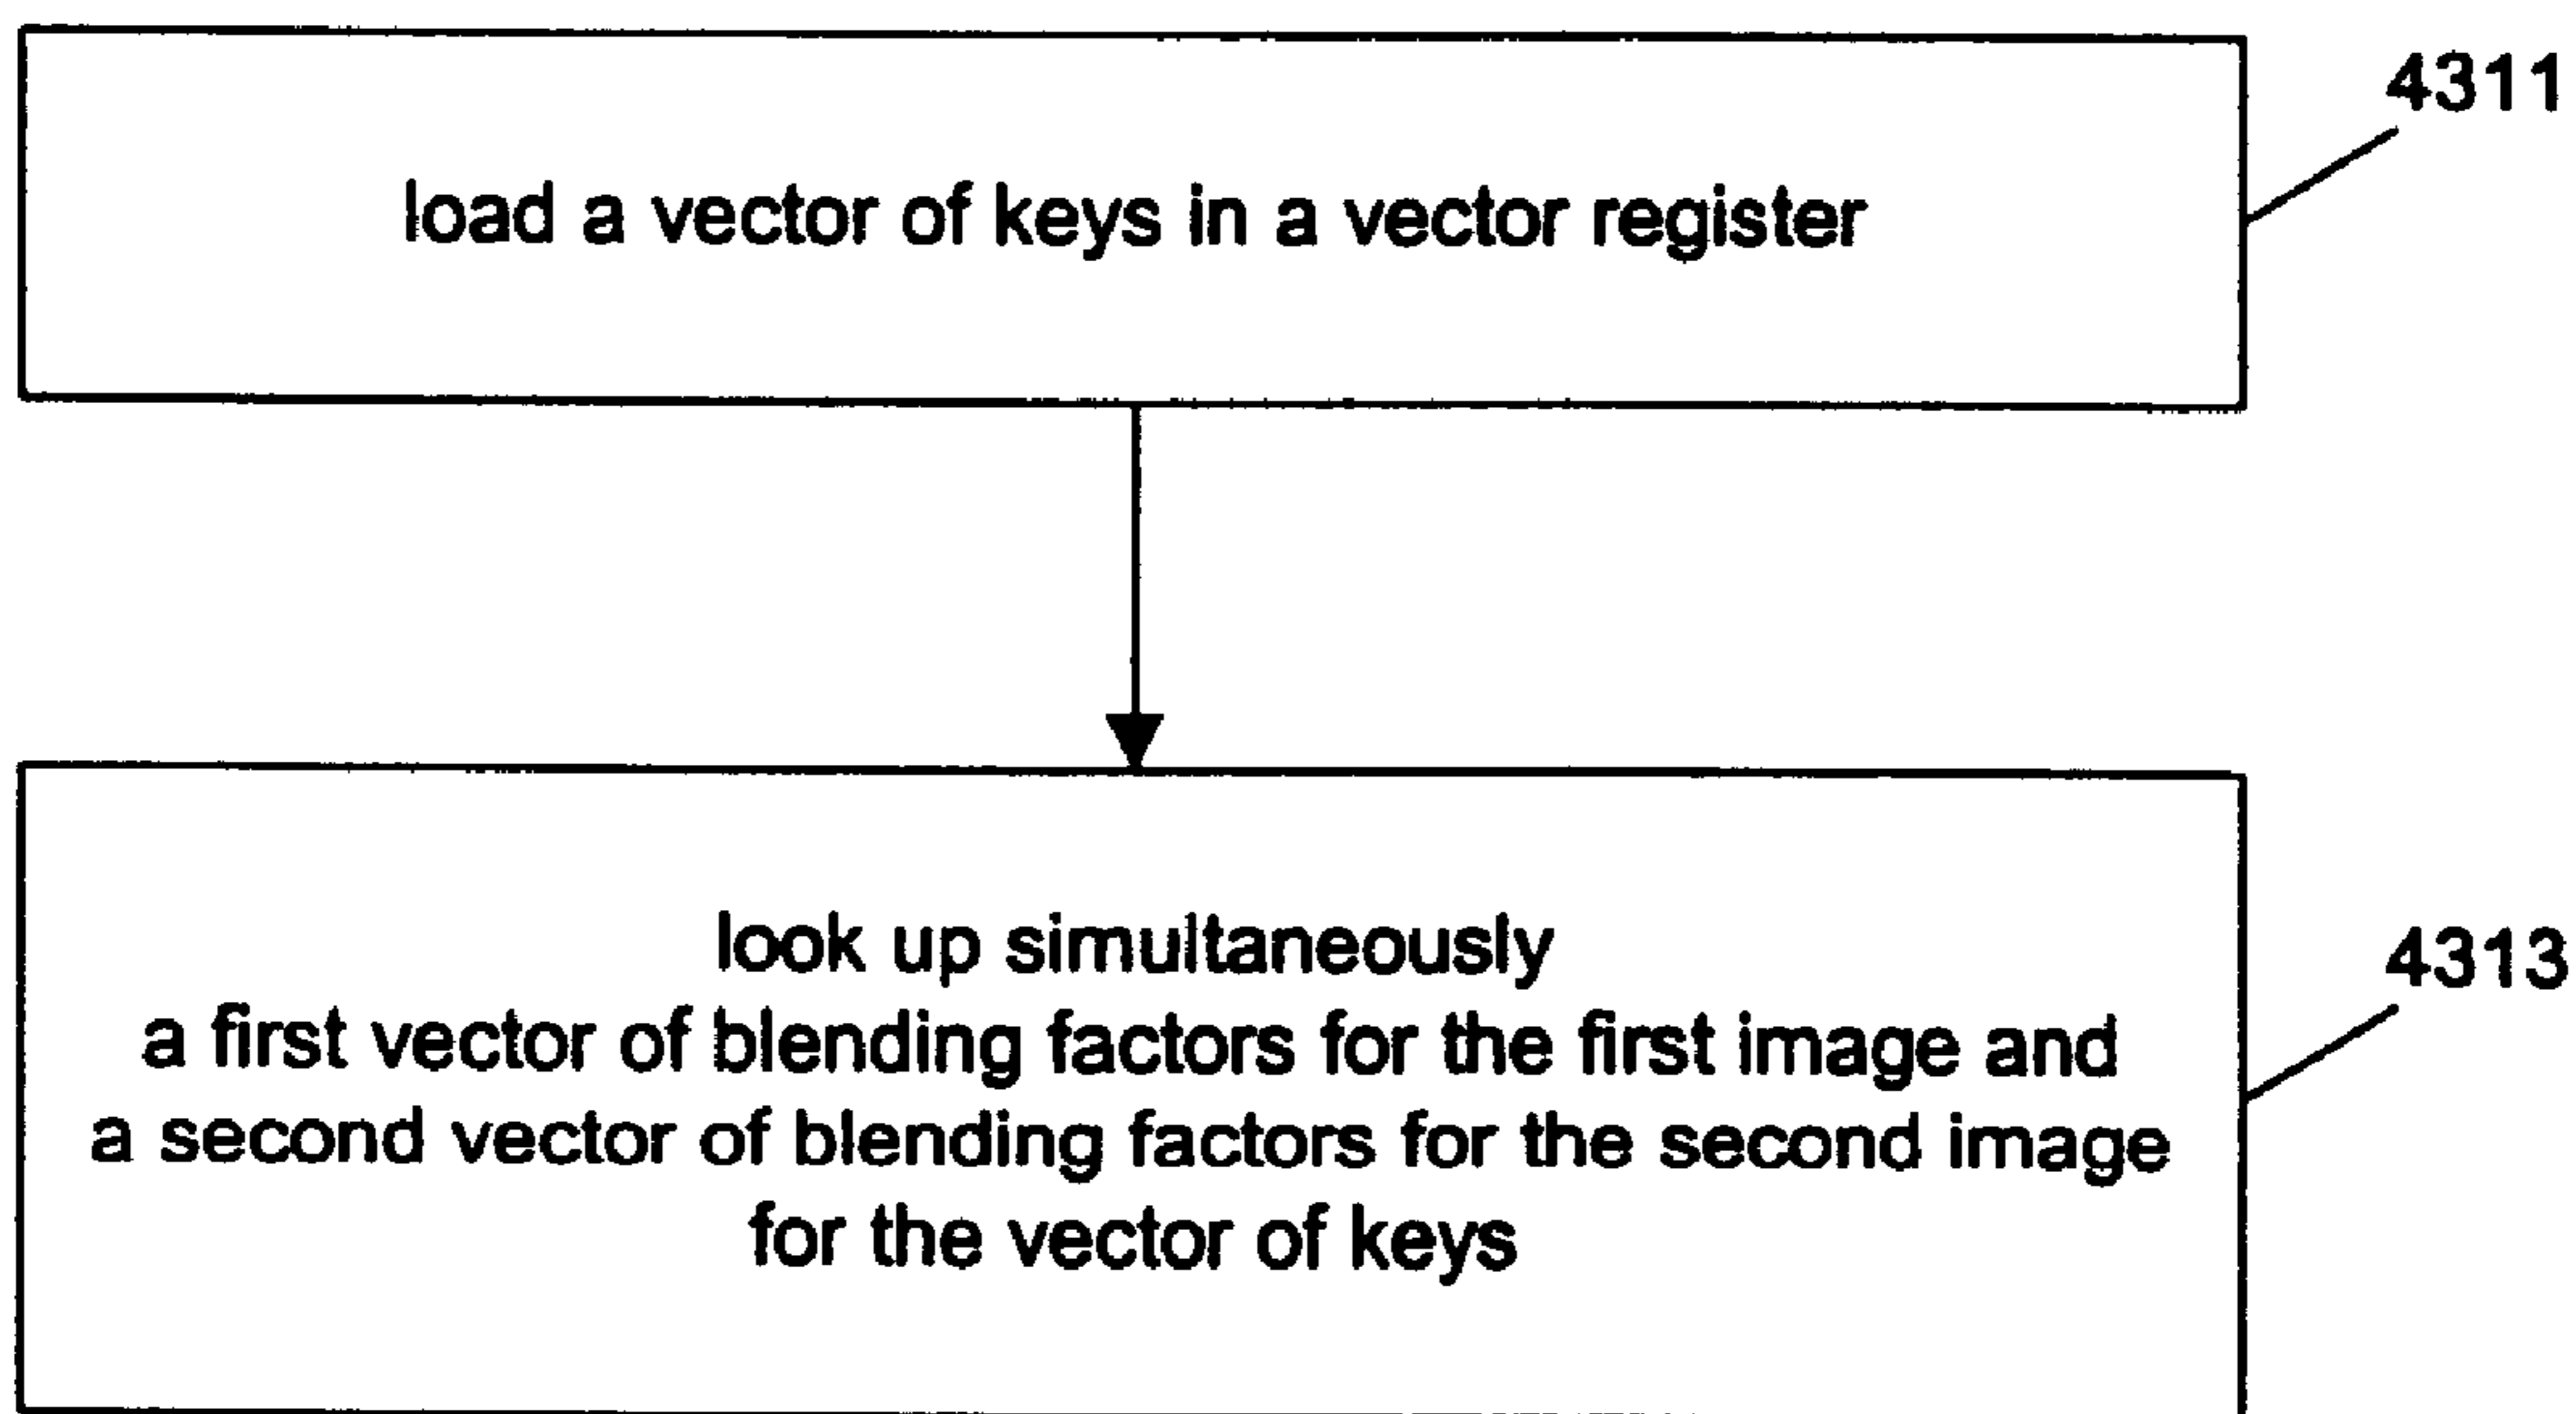 4311
load a vector of keys in a vector register
look up simultaneously
a first vector of blending factors for the first image and
a second vector of blending factors for the second image
for the vector of keys
4313